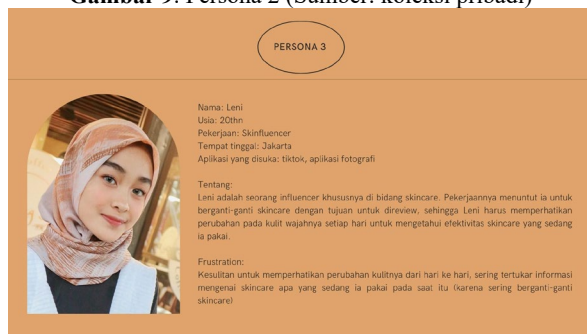 Gambar 9. Persona 2 (Sumber: koleksi pribadi)
PERSONA 3
Nama: Leni
Usia: 20thn
Pekerjaan: Skinfluencer
Tempat tinggal: Jakarta
Aplikasi yang disuka: tiktok, aplikasi fotografi
Tentang:
Leni adalah seorang influencer khususnya di bidang skincare. Pekerjaannya menuntut ia untuk
berganti-ganti skincare dengan tujuan untuk direview, sehingga Leni harus memperhatikan
perubahan pada kulit wajahnya setiap hari untuk mengetahui efektivitas skincare yang sedang
ia pakai.
Frustration:
Kesulitan untuk memperhatikan perubahan kulitnya dari hari ke hari, sering tertukar informasi
mengenai skincare apa yang sedang ia pakai pada saat itu (karena sering berganti-ganti
skincare)